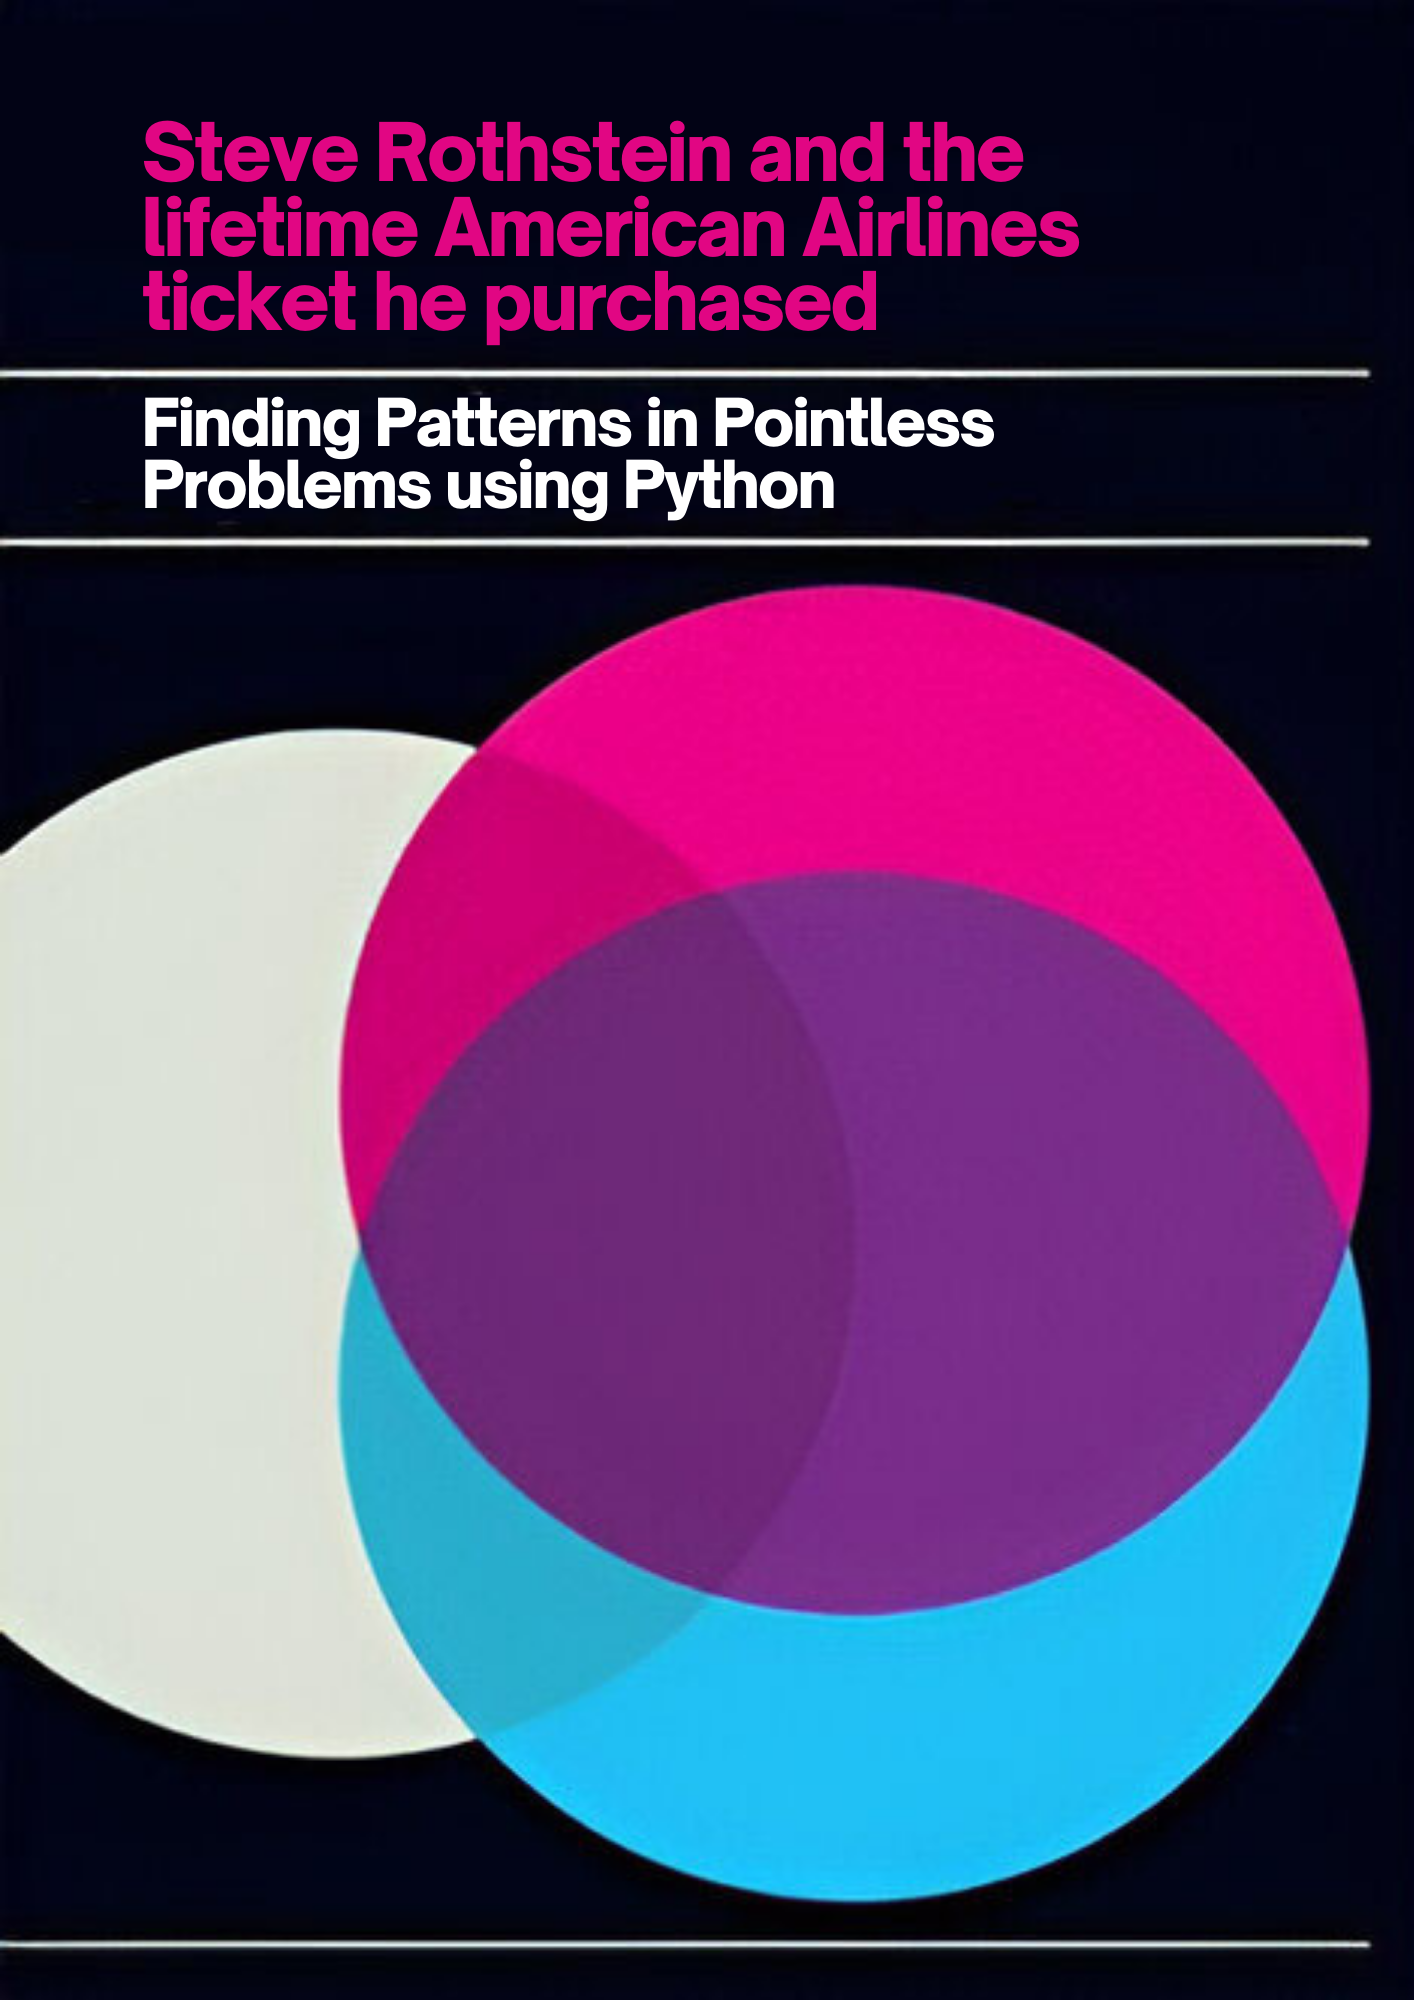 Steve Rothstein and the
lifetime American Airlines
ticket he purchased
Finding Patterns in Pointless
Problems using Python